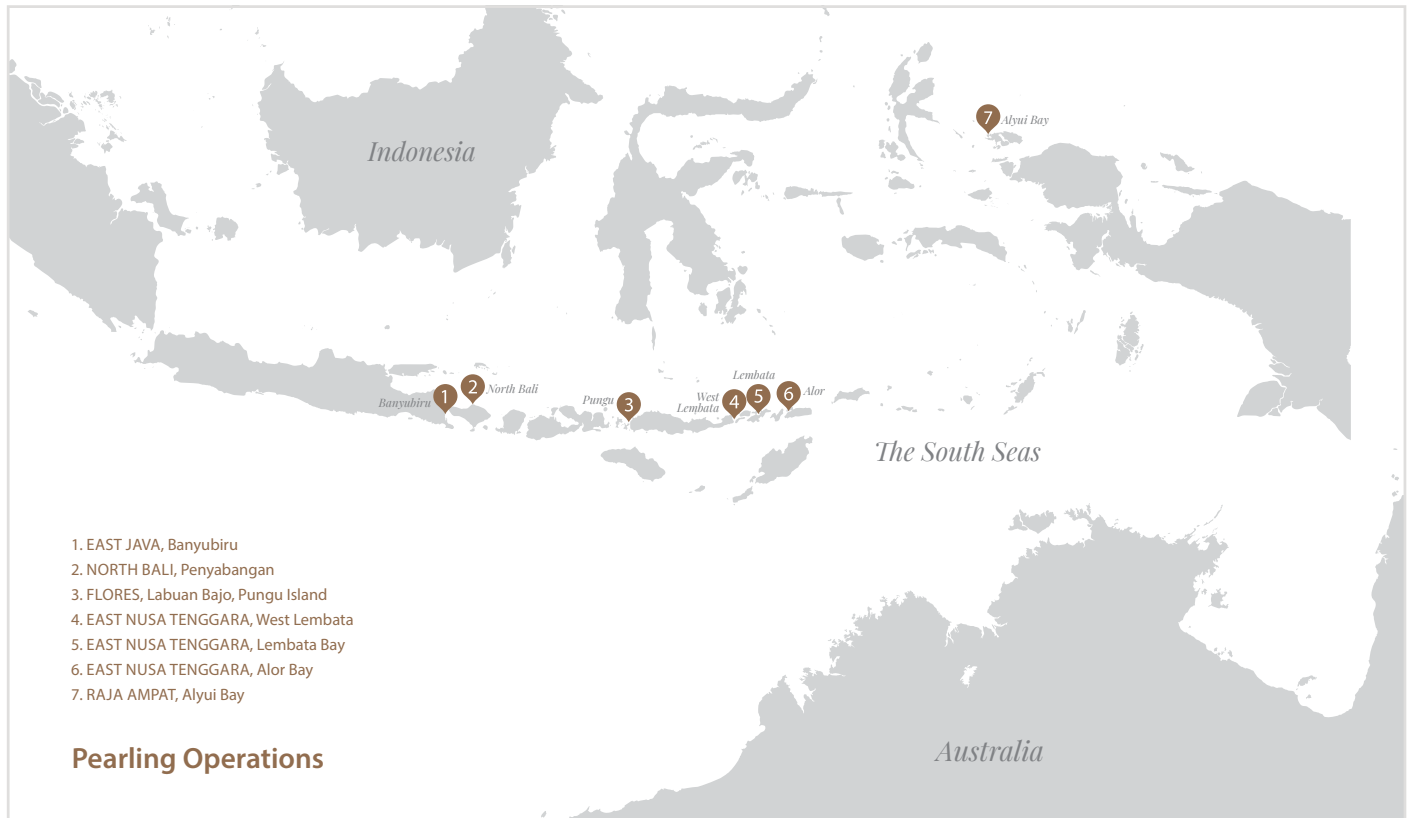 7
Alyui Bay
Indonesia
Lembata
1
2
North Bali
Banyubiru
Pungu
3
West
Lembata
4
5
6
Alor
The South Seas
1. EAST JAVA, Banyubiru
2. NORTH BALI, Penyabangan
3. FLORES, Labuan Bajo, Pungu Island
4. EAST NUSA TENGGARA, West Lembata
5. EAST NUSA TENGGARA, Lembata Bay
6. EAST NUSA TENGGARA, Alor Bay
7. RAJA AMPAT, Alyui Bay
Pearling Operations
Australia